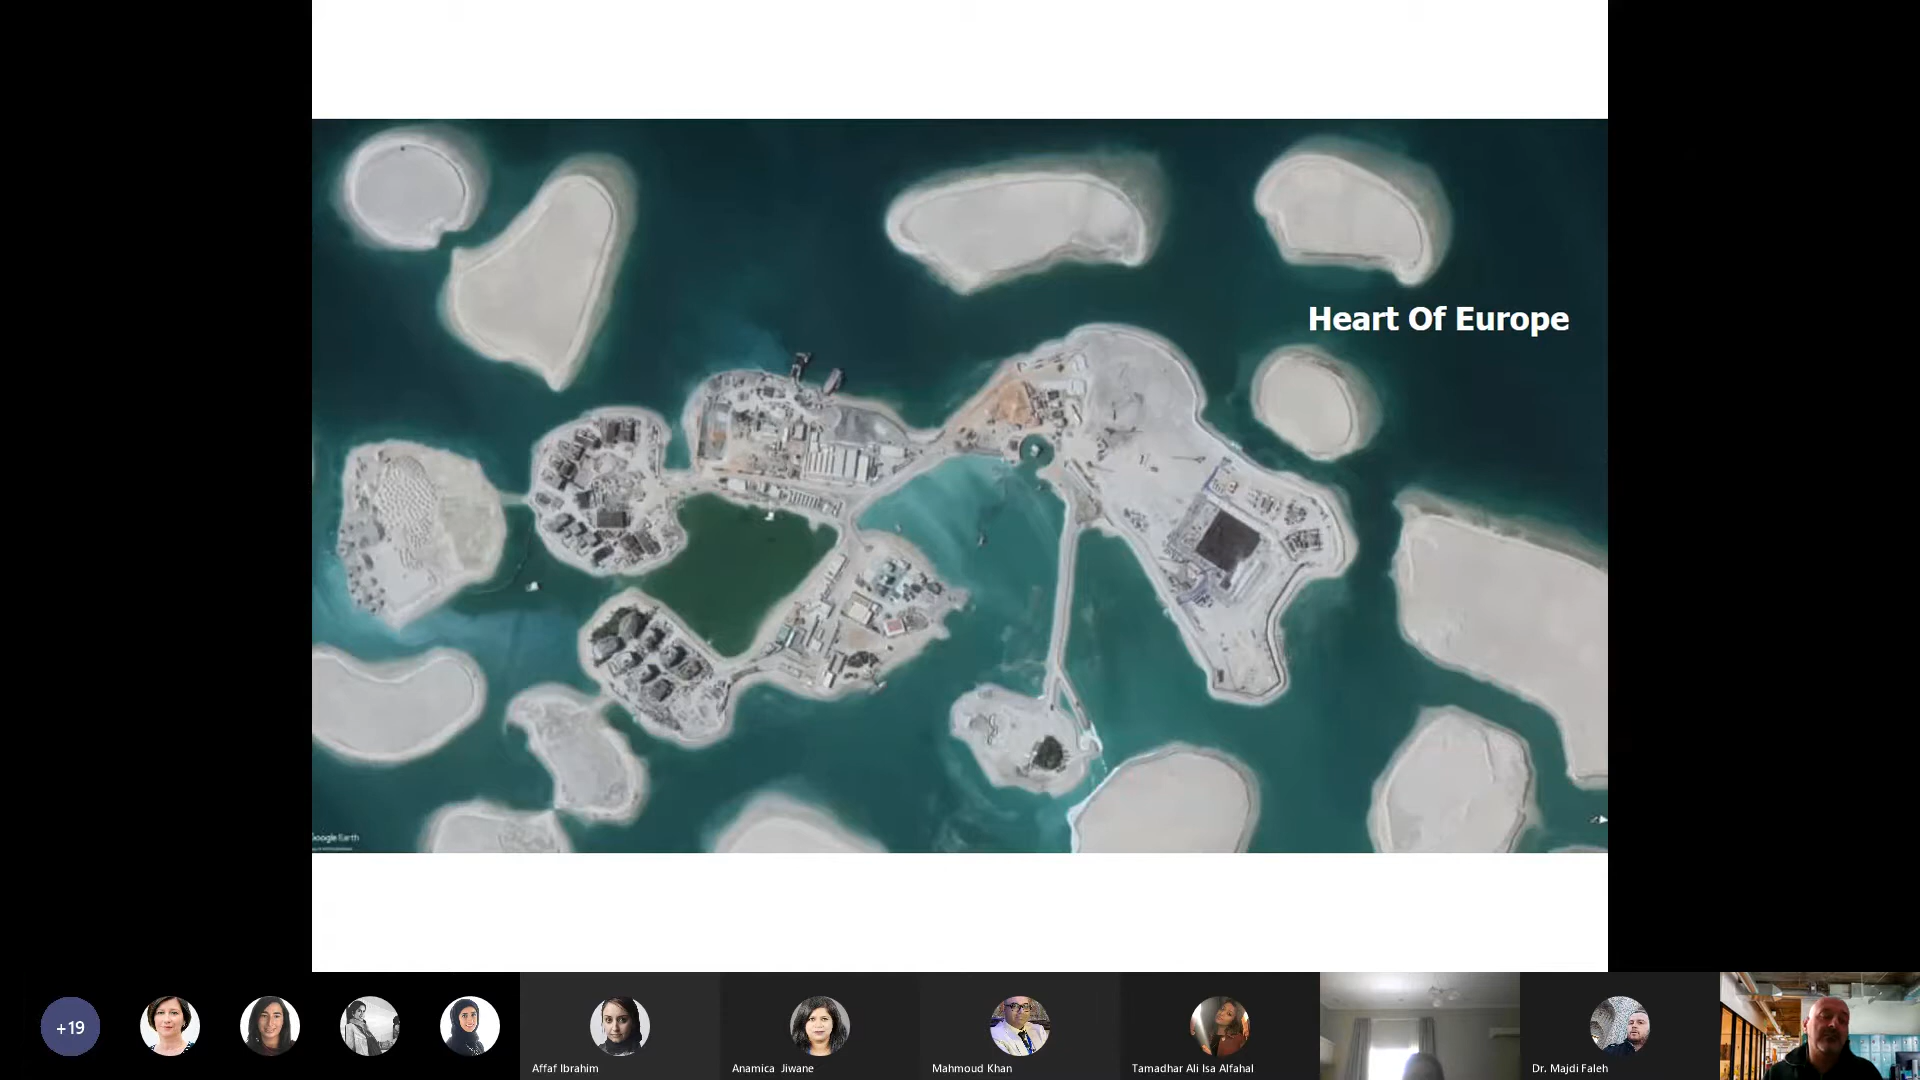 Heart Of Europe
Google Earth
+19
Affaf Ibrahim
Anamica Jiwane
Mahmoud Khan
Tamadhar Ali Isa Alfahal
Dr. Majdi Faleh